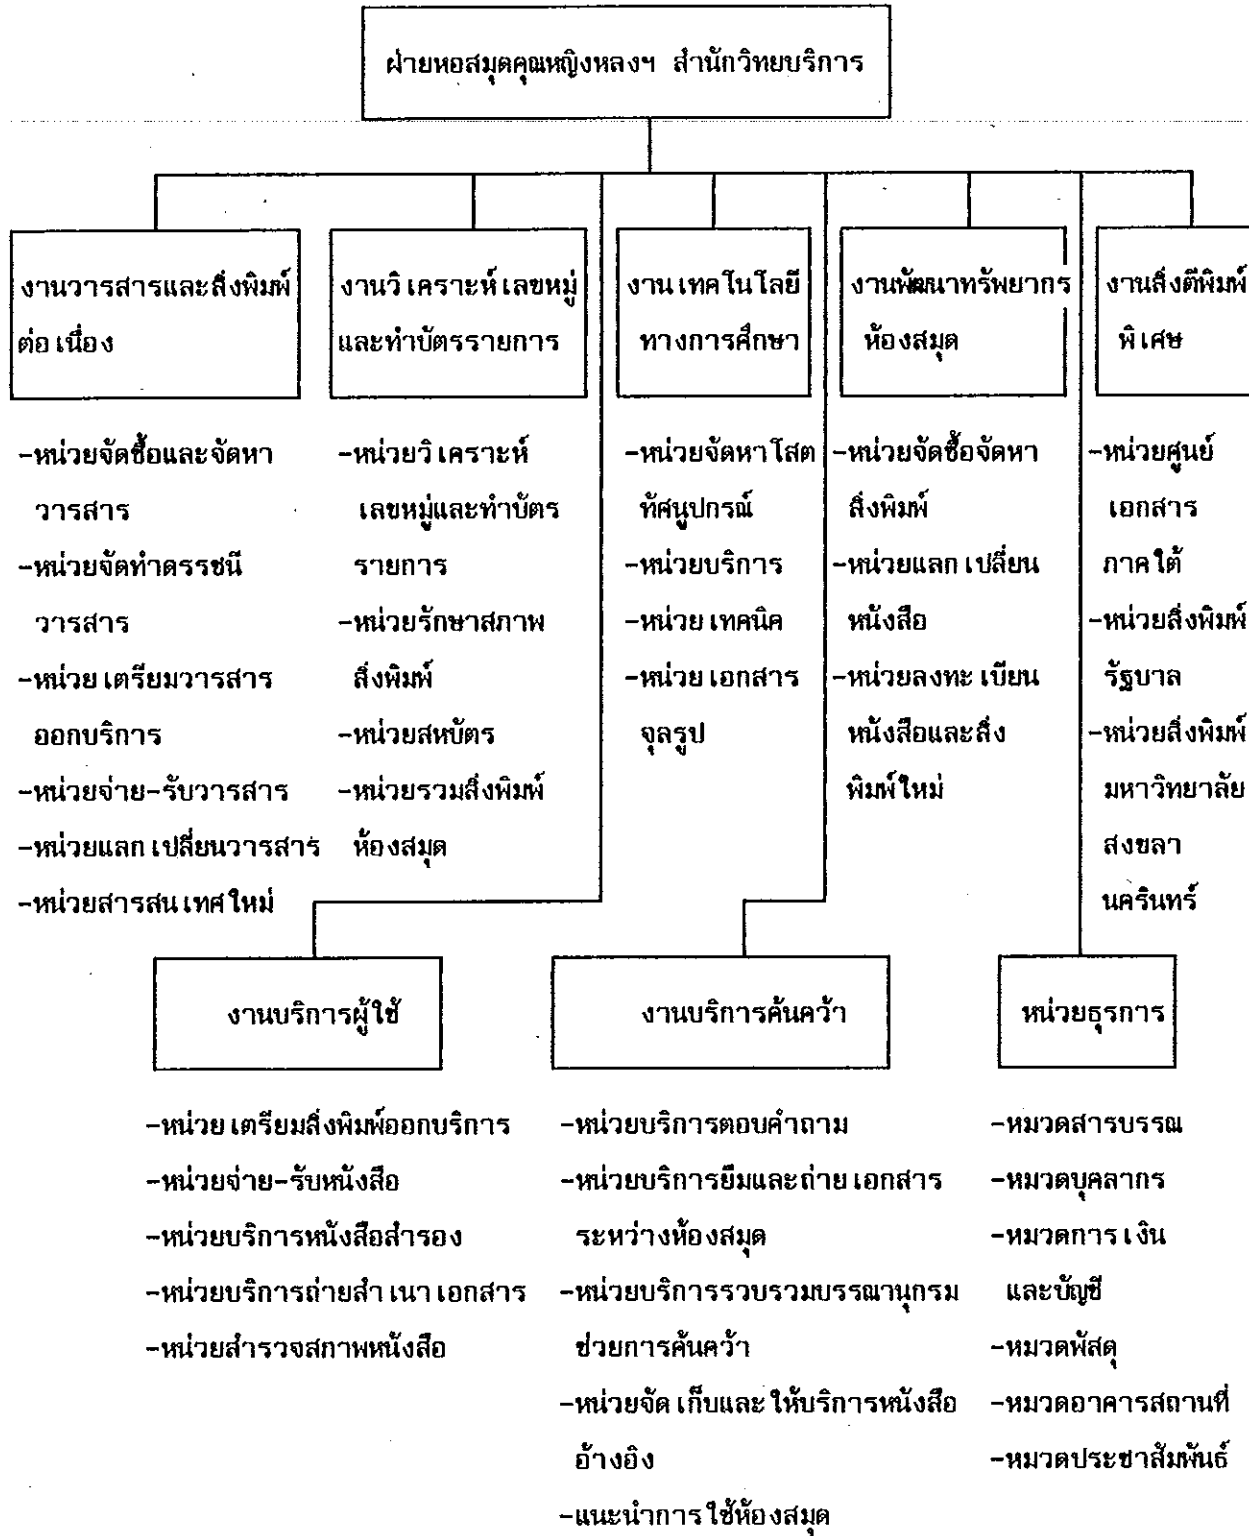 ฝ่ายหอสมุดคุณหญิงหลงฯ สำนักวิทยบริการ
งานวารสารและสิ่งพิมพ์
ต่อเนื่อง
-หน่วยจัดซื้อและจัดหา
วารสาร
-หน่วยจัดทำดรรชนี
วารสาร
-หน่วยเตรียมวารสาร
ออกบริการ
-หน่วยจ่าย-รับวารสาร
-หน่วยแลกเปลี่ยนวารสาร
-หน่วยสารสนเทศใหม่
งานวิเคราะห์เลขหมู่
และทำบัตรรายการ
-หน่วยวิเคราะห์
เลขหมู่และทำบัตร
รายการ
-หน่วยรักษาสภาพ
สิ่งพิมพ์
-หน่วยสหบัตร
-หน่วยรวมสิ่งพิมพ์
ห้องสมุด
งานเทคโนโลยี
ทางการศึกษา
-หน่วยจัดหาโสต
ทัศนูปกรณ์
-หน่วยบริการ
-หน่วยเทคนิค
-หน่วยเอกสาร
จุลรูป
งานพัฒนาทรัพยากร
ห้องสมุด
-หน่วยจัดซื้อจัดหา
สิ่งพิมพ์
-หน่วยแลกเปลี่ยน
หนังสือ
-หน่วยลงทะเบียน
หนังสือและสิ่ง
พิมพ์ใหม่
งานสิ่งตีพิมพ์
พิเศษ
-หน่วยศูนย์
เอกสาร
ภาคใต้
-หน่วยสิ่งพิมพ์
รัฐบาล
-หน่วยสิ่งพิมพ์
มหาวิทยาลัย
สงขลา
นครินทร์
งานบริการผู้ใช้
-หน่วยเตรียมสิ่งพิมพ์ออกบริการ
-หน่วยจ่าย-รับหนังสือ
-หน่วยบริการหนังสือสำรอง
-หน่วยบริการถ่ายสำเนาเอกสาร
-หน่วยสำรวจสภาพหนังสือ
งานบริการค้นคว้า
-หน่วยบริการตอบคำถาม
-หน่วยบริการยืมและถ่ายเอกสาร
ระหว่างห้องสมุด
-หน่วยบริการรวบรวมบรรณานุกรม
ช่วยการค้นคว้า
-หน่วยจัดเก็บและให้บริการหนังสือ
อ้างอิง
-แนะนำการใช้ห้องสมุด
หน่วยธุรการ
-หมวดสารบรรณ
-หมวดบุคลากร
-หมวดการเงิน
และบัญชี
-หมวดพัสดุ
-หมวดอาคารสถานที่
-หมวดประชาสัมพันธ์